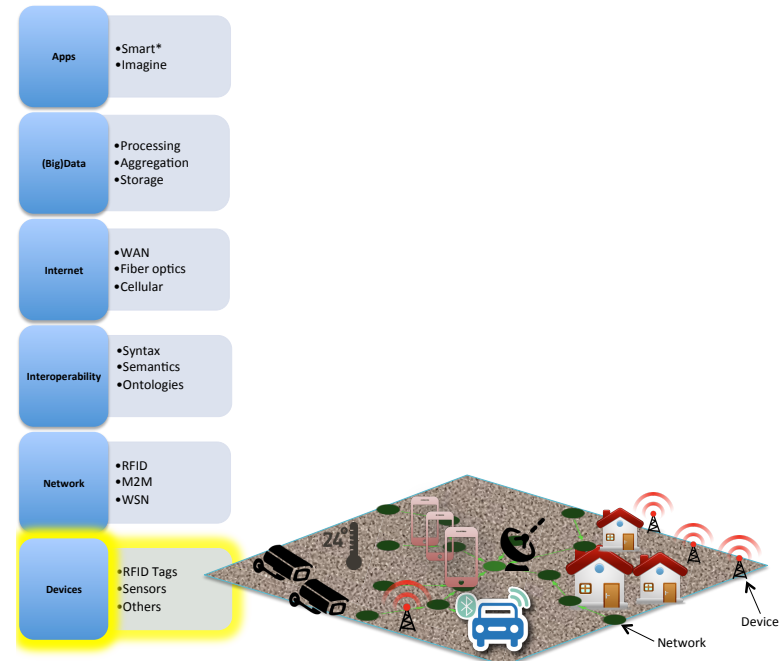 Apps
•Smart*
•Imagine
(Big)Data
•Processing
•Aggregation
•Storage
Internet
•WAN
•Fiber optics
•Cellular
Interoperability
•Syntax
•Semantics
•Ontologies
Network
•RFID
•M2M
•WSN
Devices
•RFID Tags
•Sensors
•Others
24°
Device
Network